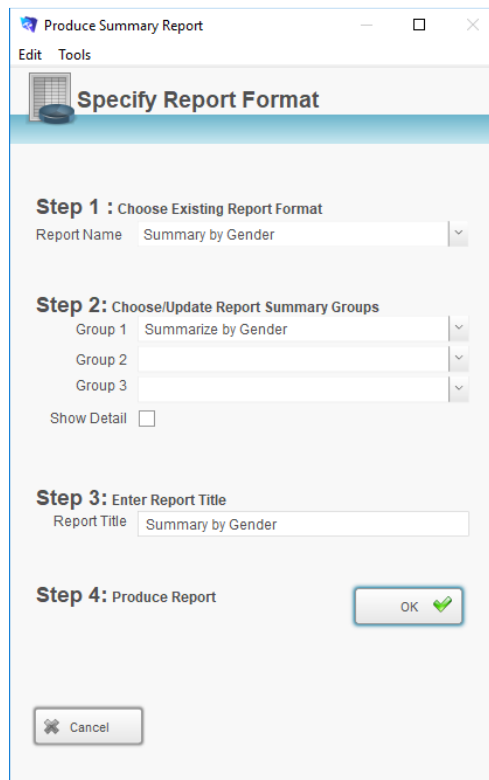 Produce Summary Report
Edit Tools
Specify Report Format
Step 1 : Choose Existing Report Format
Report Name Summary by Gender
Step 2: Choose/Update Report Summary Groups
Group 1 Summarize by Gender
Group 2
Group 3
Show Detail
Step 3: Enter Report Title
Report Title Summary by Gender
Step 4: Produce Report
OK
Cancel